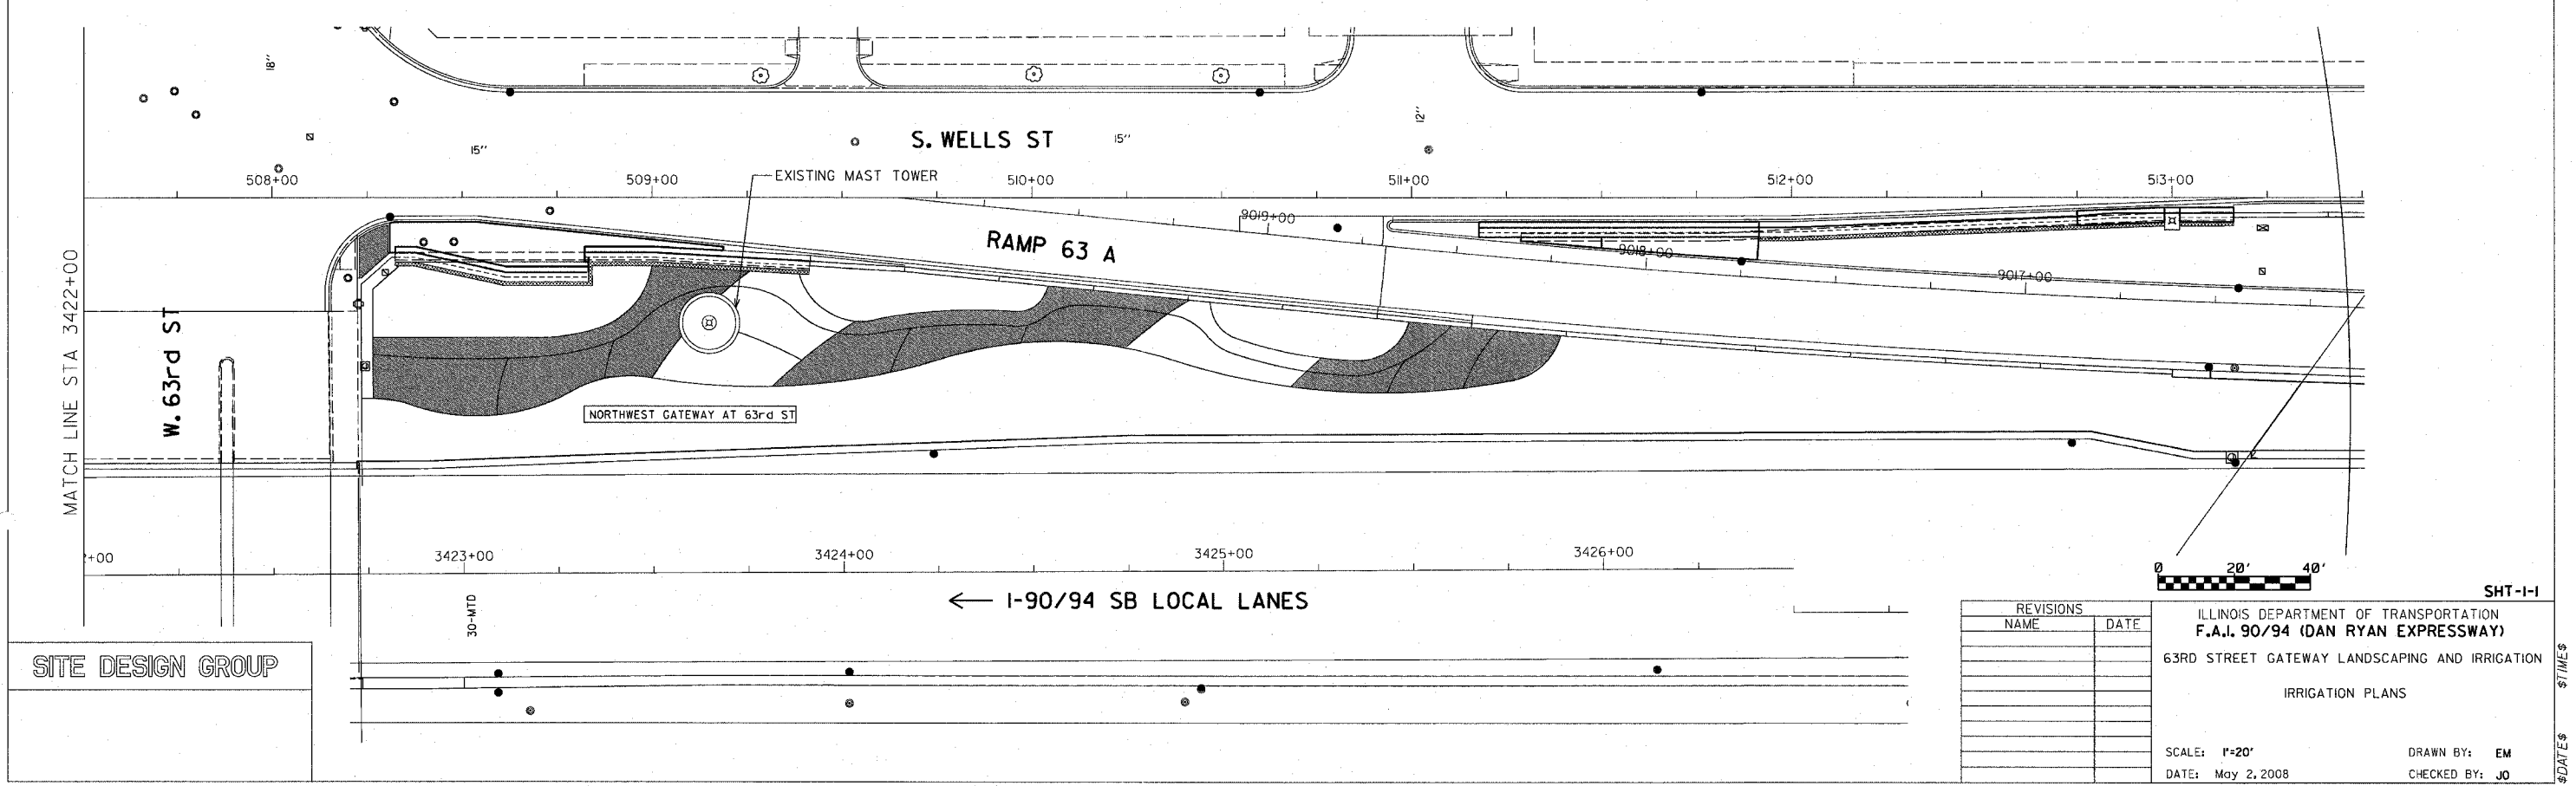 18"
12"
S. WELLS ST
15"
15"
EXISTING MAST TOWER
508+00
509+00
510+00
511+00
512+00
513+00
9019+00
RAMP 63 A
9018+00
9017+00
MATCH LINE STA 3422+00
W. 63rd ST
NORTHWEST GATEWAY AT 63rd ST
+00
3423+00
3424+00
3425+00
3426+00
30-MTD
← I-90/94 SB LOCAL LANES
0 20' 40'
SHT-I-1
SITE DESIGN GROUP
REVISIONS
NAME DATE
ILLINOIS DEPARTMENT OF TRANSPORTATION
F.A.I. 90/94 (DAN RYAN EXPRESSWAY)
63RD STREET GATEWAY LANDSCAPING AND IRRIGATION
IRRIGATION PLANS
SCALE: 1"=20'
DRAWN BY: EM
DATE: May 2, 2008
CHECKED BY: JO
$TIME$
$DATE$